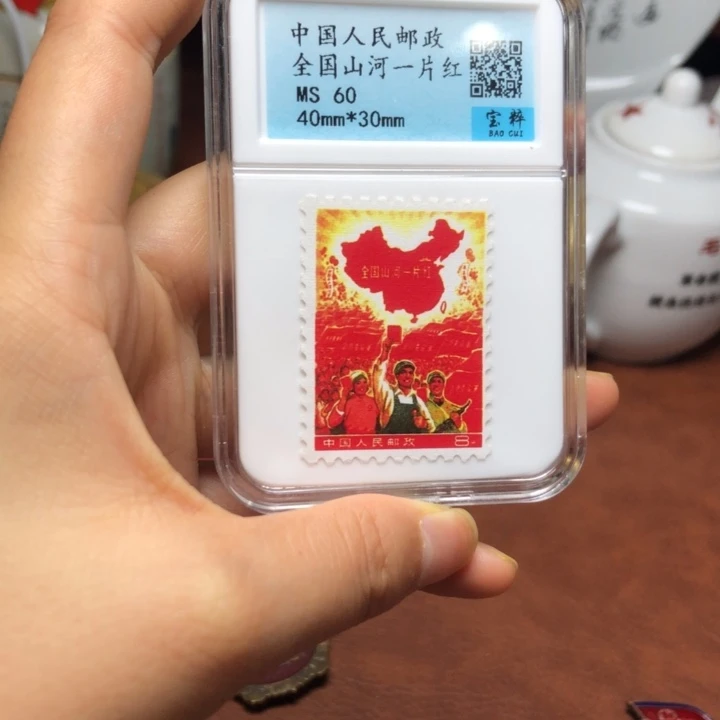 中国人民邮政
全国山河一片红
MS 60
40mm*30mm
宝粹
BAO CUI
全国山河一片红
中国人民邮政
8